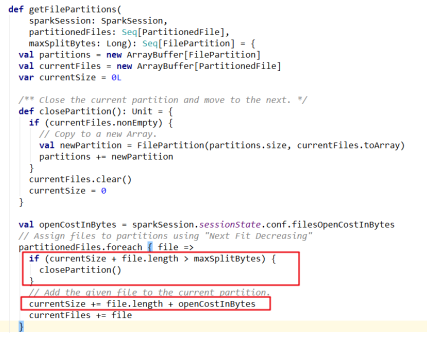 def getFilePartitions(
sparkSession: SparkSession,
partitionedFiles: Seq[PartitionedFile],
maxSplitBytes: Long): Seq[FilePartition] = {
val partitions = new ArrayBuffer[FilePartition]
val currentFiles = new ArrayBuffer[PartitionedFile]
var currentSize = 0L
/** Close the current partition and move to the next. */
def closePartition(): Unit = {
if (currentFiles.nonEmpty) {
// Copy to a new Array.
val newPartition = FilePartition(partitions.size, currentFiles.toArray)
partitions += newPartition
}
currentFiles.clear()
currentSize = 0
}
val openCostInBytes = sparkSession.sessionState.conf.filesOpenCostInBytes
// Assign files to partitions using "Next Fit Decreasing"
partitionedFiles.foreach { file =>
if (currentSize + file.length > maxSplitBytes) {
closePartition()
}
// Add the given file to the current partition.
currentSize += file.length + openCostInBytes
currentFiles += file
}